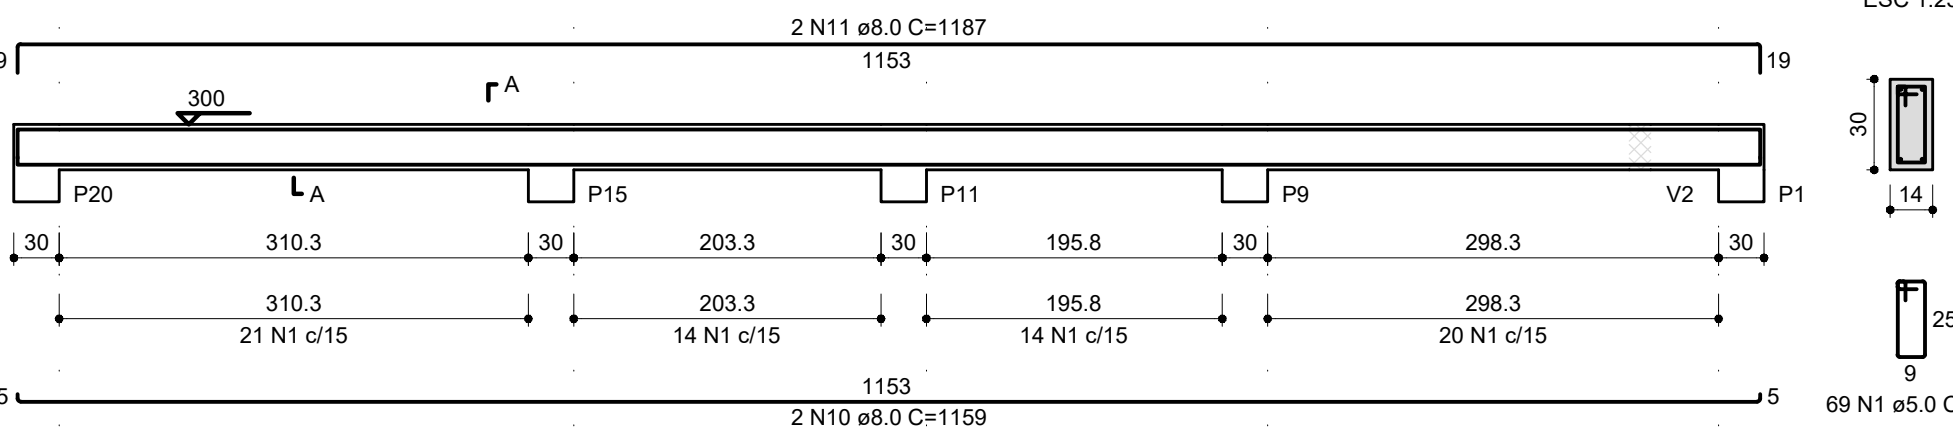 ESC 1:25
2 N11 ø8.0 C=1187
9 1153 19
A
300
30
A P20 P15 P11 P9 V2 P1
14
30 310.3 30 203.3 30 195.8 30 298.3 30
310.3 203.3 195.8 298.3
21 N1 c/15 14 N1 c/15 14 N1 c/15 20 N1 c/15
25
9
1153
5 5
2 N10 ø8.0 C=1159
69 N1 ø5.0 C